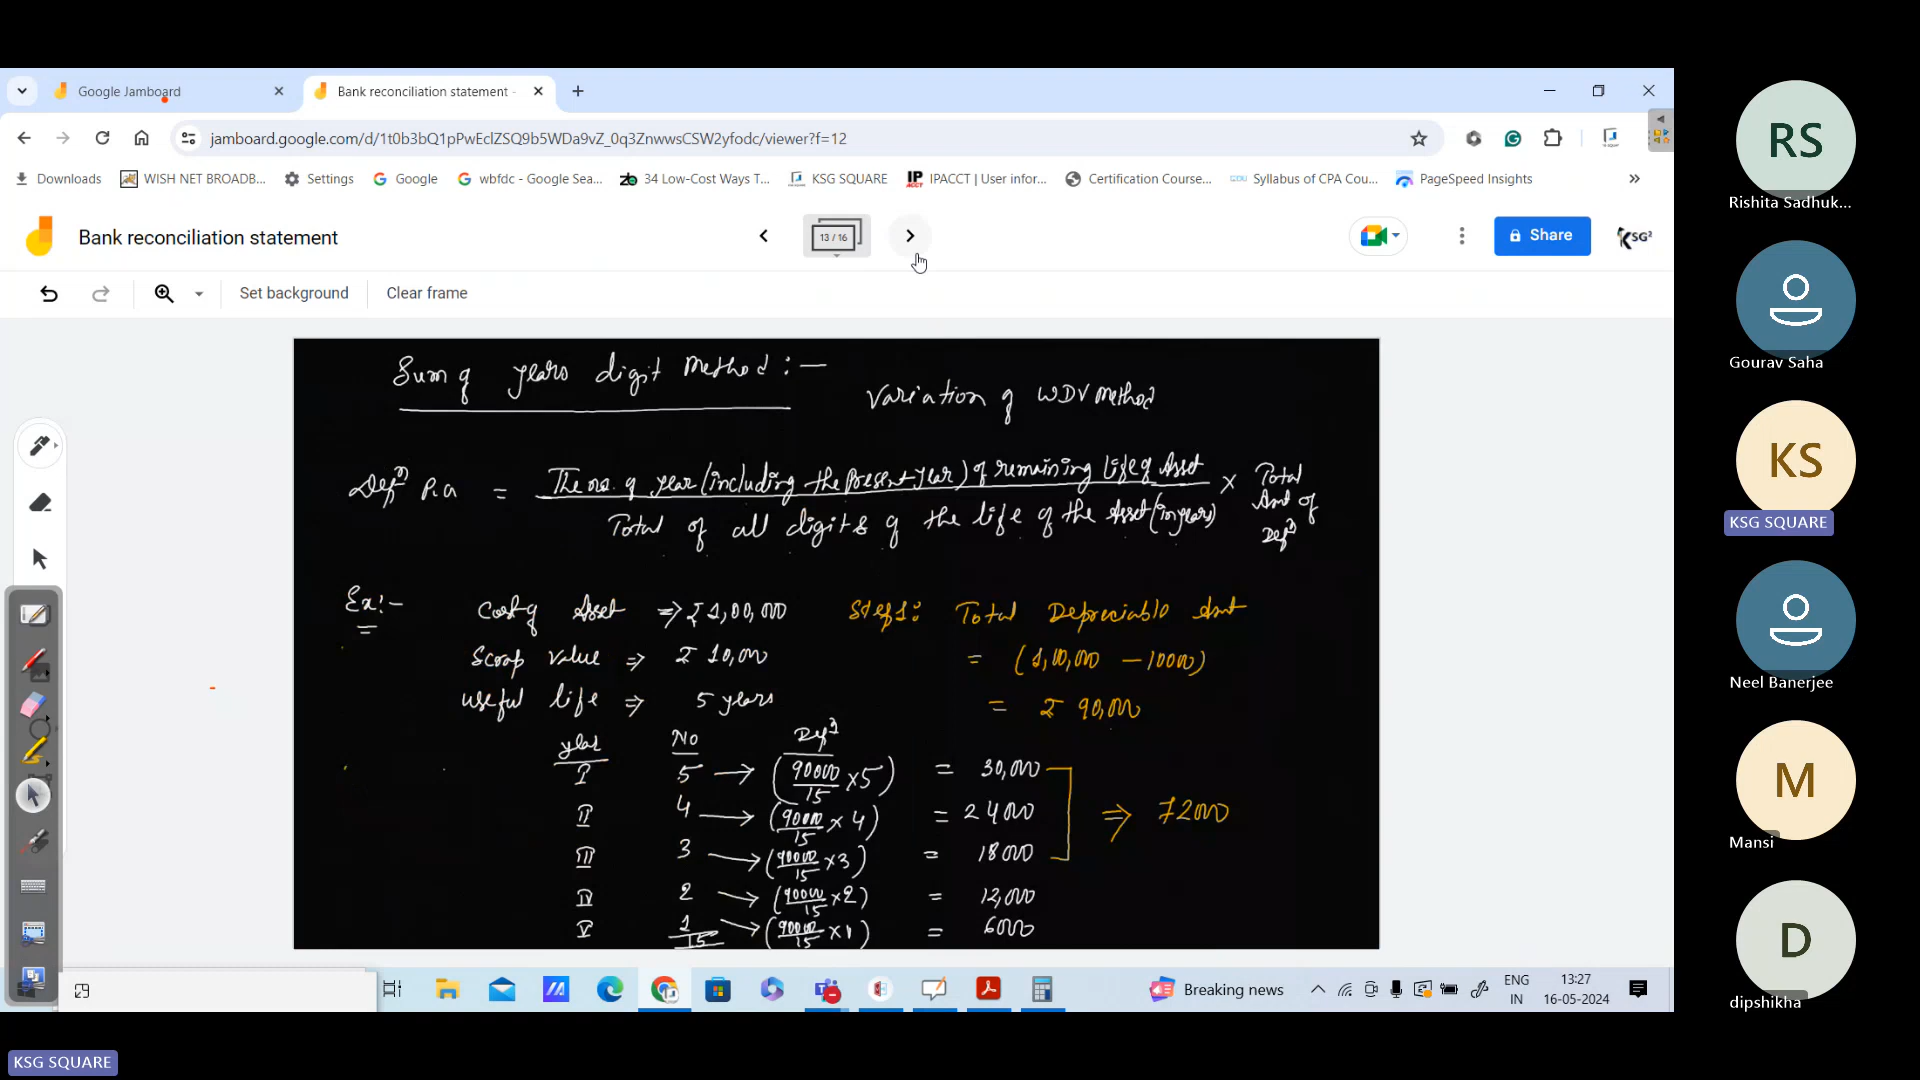 Google Jamboard
Bank reconciliation statement -
jamboard.google.com/d/1t0b3bQ1pPwEclZSQ9b5WDa9vZ_0q3ZnwwsCSW2yfodc/viewer?f=12
Downloads WISH NET BROADB... Settings Google wbfdc - Google Sea... 34 Low-Cost Ways T... KSG SQUARE IPACCT | User infor... Certification Course... Syllabus of CPA Cou... PageSpeed Insights
Bank reconciliation statement
13 / 16
Share
KSG²
Set background Clear frame
Sum of years digit Method :—
Variation of WDV Method
Depⁿ P.a = The no. of year (including the present year) of remaining life of Asset × Total Amt of Depⁿ
Total of all digits of the life of the Asset (in years)
Ex:- Cost of Asset ⇒ ₹ 1,00,000 Step 1: Total Depreciable Amt
Scrap value ⇒ ₹ 10,000 = (1,00,000 - 10000)
useful life ⇒ 5 years = ₹ 90,000
year No Depⁿ
I 5 → (90000/15 ×5) = 30,000
II 4 → (90000/15 × 4) = 24000 ⇒ 72000
III 3 → (90000/15 ×3) = 18000
IV 2 → (90000/15 ×2) = 12,000
V 1 → (90000/15 ×1) = 6000
15
Breaking news
ENG
IN
13:27
16-05-2024
RS
Rishita Sadhuk...
Gourav Saha
KS
KSG SQUARE
Neel Banerjee
M
Mansi
D
dipshikha
KSG SQUARE